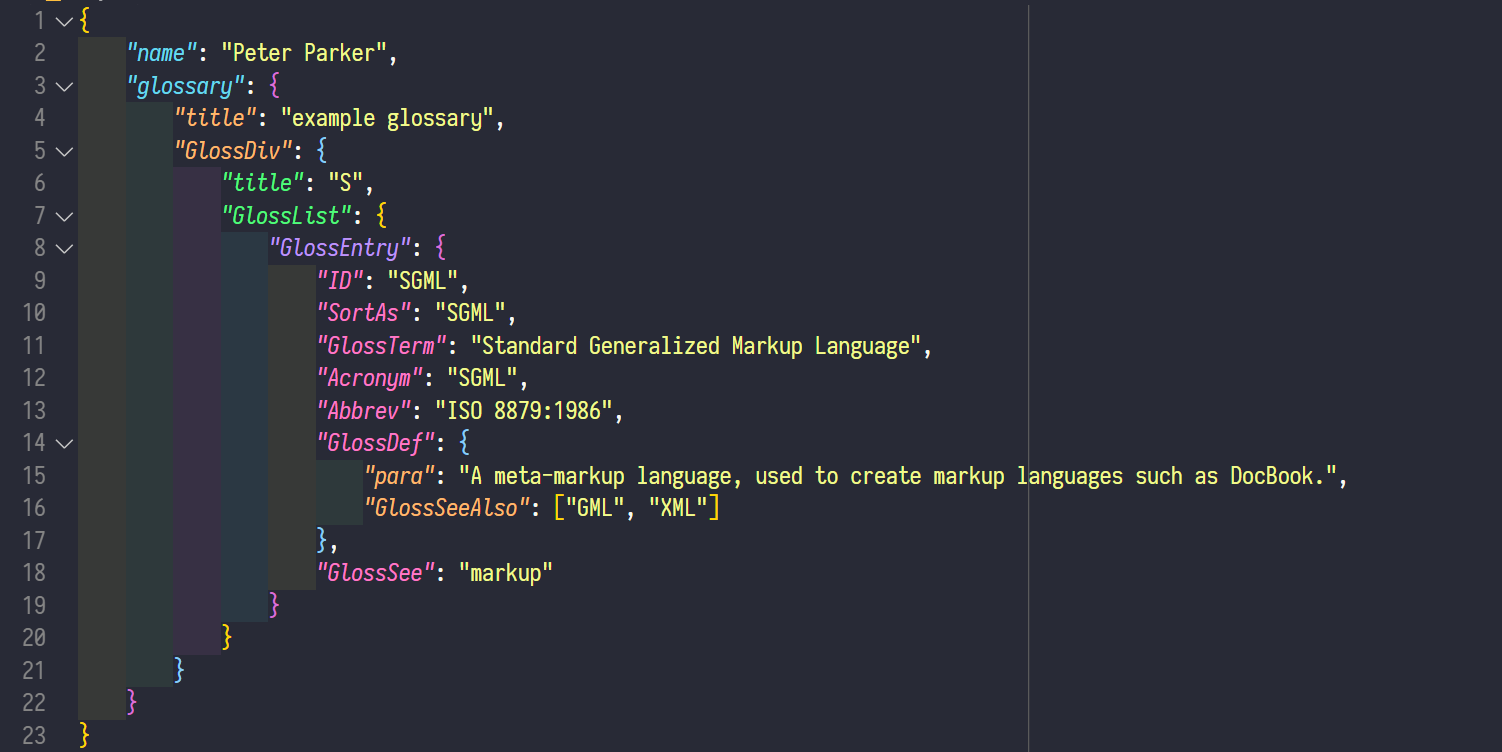 1 {
2     "name": "Peter Parker",
3     "glossary": {
4         "title": "example glossary",
5         "GlossDiv": {
6             "title": "S",
7             "GlossList": {
8                 "GlossEntry": {
9                     "ID": "SGML",
10                     "SortAs": "SGML",
11                     "GlossTerm": "Standard Generalized Markup Language",
12                     "Acronym": "SGML",
13                     "Abbrev": "ISO 8879:1986",
14                     "GlossDef": {
15                         "para": "A meta-markup language, used to create markup languages such as DocBook.",
16                         "GlossSeeAlso": ["GML", "XML"]
17                     },
18                     "GlossSee": "markup"
19                 }
20             }
21         }
22     }
23 }